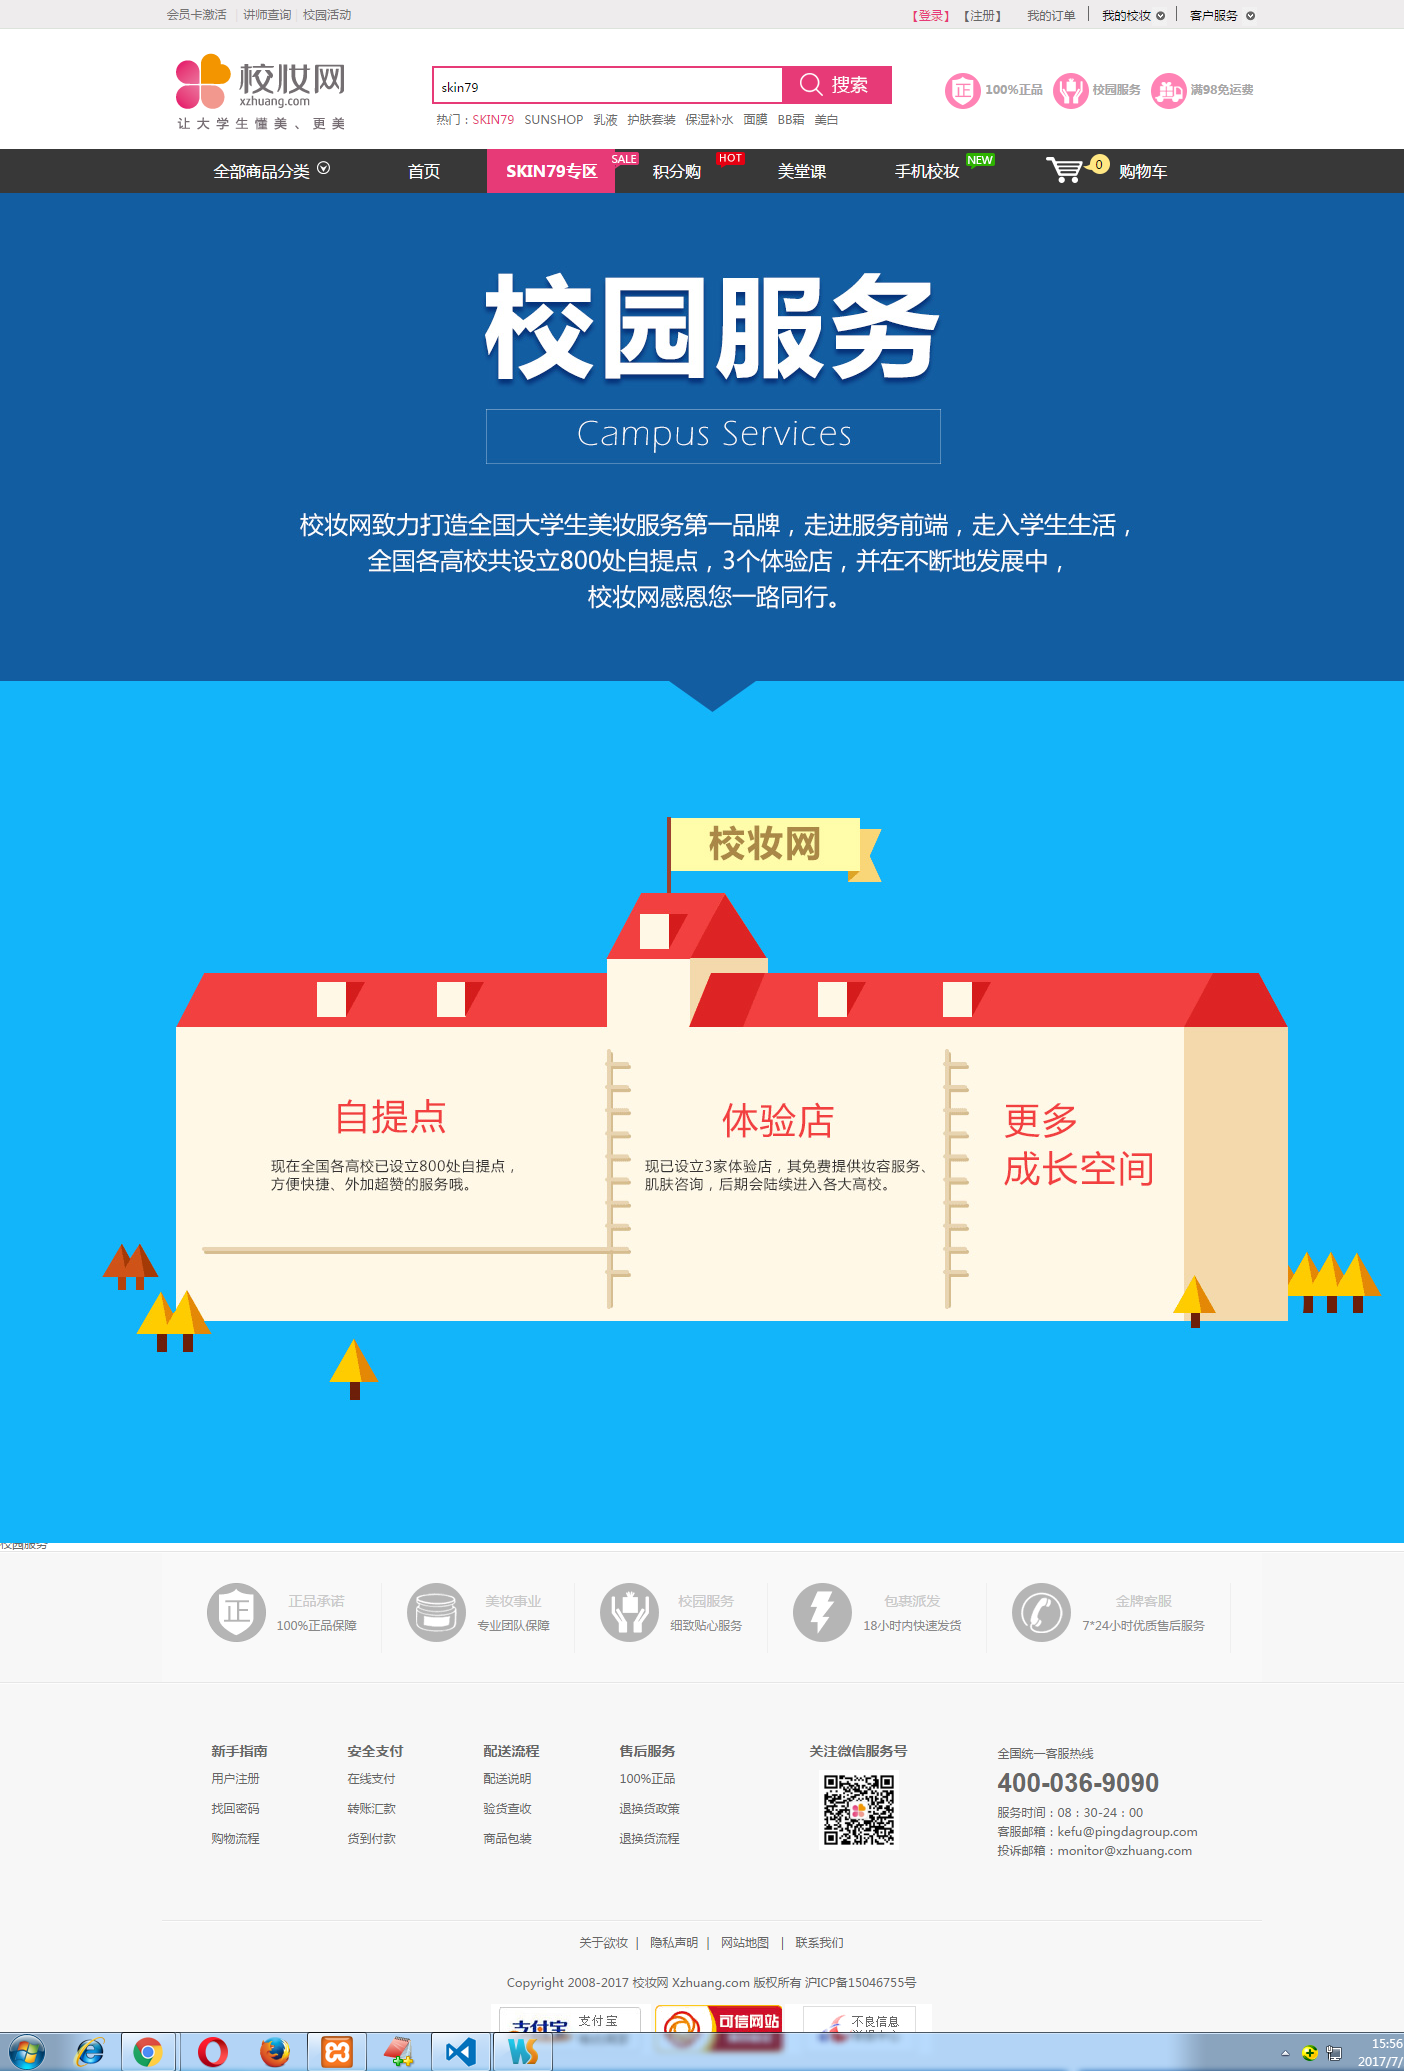 会员卡激活 讲师查询 校园活动
【登录】 【注册】 我的订单 我的校妆 客户服务
校妆网
xzhuang.com
让大学生懂美、更美
skin79 搜索
热门：SKIN79 SUNSHOP 乳液 护肤套装 保湿补水 面膜 BB霜 美白
正 100%正品 校园服务 满98免运费
全部商品分类 首页 SKIN79专区 SALE 积分购 HOT 美堂课 手机校妆 NEW 0 购物车
校园服务
Campus Services
校妆网致力打造全国大学生美妆服务第一品牌，走进服务前端，走入学生生活，
全国各高校共设立800处自提点，3个体验店，并在不断地发展中，
校妆网感恩您一路同行。
校妆网
自提点
现在全国各高校已设立800处自提点，
方便快捷、外加超赞的服务哦。
体验店
现已设立3家体验店，其免费提供妆容服务、
肌肤咨询，后期会陆续进入各大高校。
更多
成长空间
校园服务
正 正品承诺
100%正品保障
美妆事业
专业团队保障
校园服务
细致贴心服务
包裹派发
18小时内快速发货
金牌客服
7*24小时优质售后服务
新手指南
用户注册
找回密码
购物流程
安全支付
在线支付
转账汇款
货到付款
配送流程
配送说明
验货查收
商品包装
售后服务
100%正品
退换货政策
退换货流程
关注微信服务号
全国统一客服热线
400-036-9090
服务时间：08：30-24：00
客服邮箱：kefu@pingdagroup.com
投诉邮箱：monitor@xzhuang.com
关于欲妆 | 隐私声明 | 网站地图 | 联系我们
Copyright 2008-2017 校妆网 Xzhuang.com 版权所有 沪ICP备15046755号
支付宝 支付宝 可信网站 不良信息
15:56
2017/7/